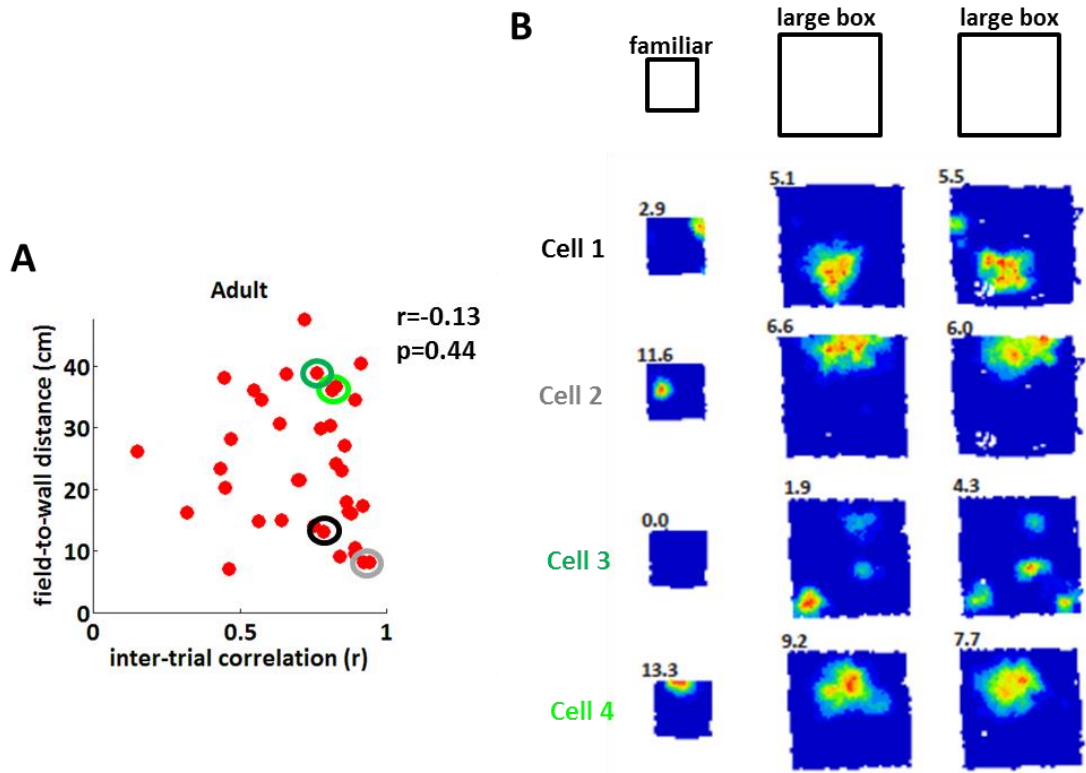 A
Adult
r=-0.13
p=0.44
field-to-wall distance (cm)
40
30
20
10
0
0
0.5
1
inter-trial correlation (r)
B
familiar
large box
large box
Cell 1
2.9
5.1
5.5
Cell 2
11.6
6.6
6.0
Cell 3
0.0
1.9
4.3
Cell 4
13.3
9.2
7.7